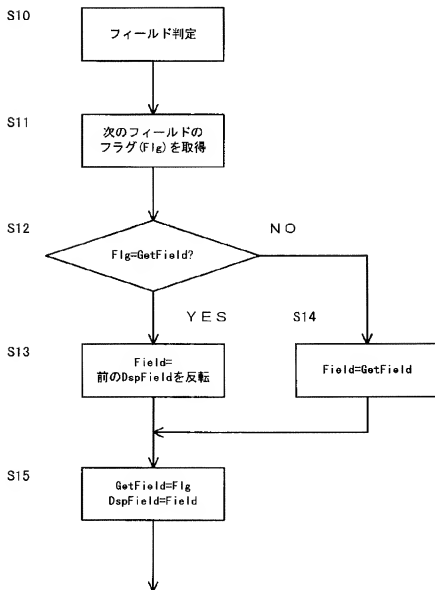 S10
フィールド判定
S11
次のフィールドの
フラグ(Flg)を取得
S12
Flg=GetField?
NO
YES
S14
S13
Field=
前のDspFieldを反転
Field=GetField
S15
GetField=Flg
DspField=Field